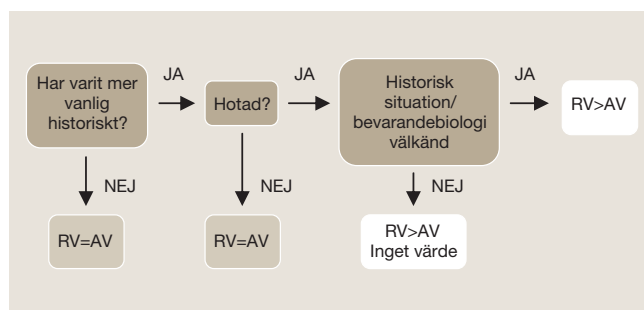 Har varit mer
vanlig
historiskt?
JA
Hotad?
JA
Historisk
situation/
bevarandebiologi
välkänd
JA
RV>AV
NEJ
NEJ
NEJ
RV=AV
RV=AV
RV>AV
Inget värde